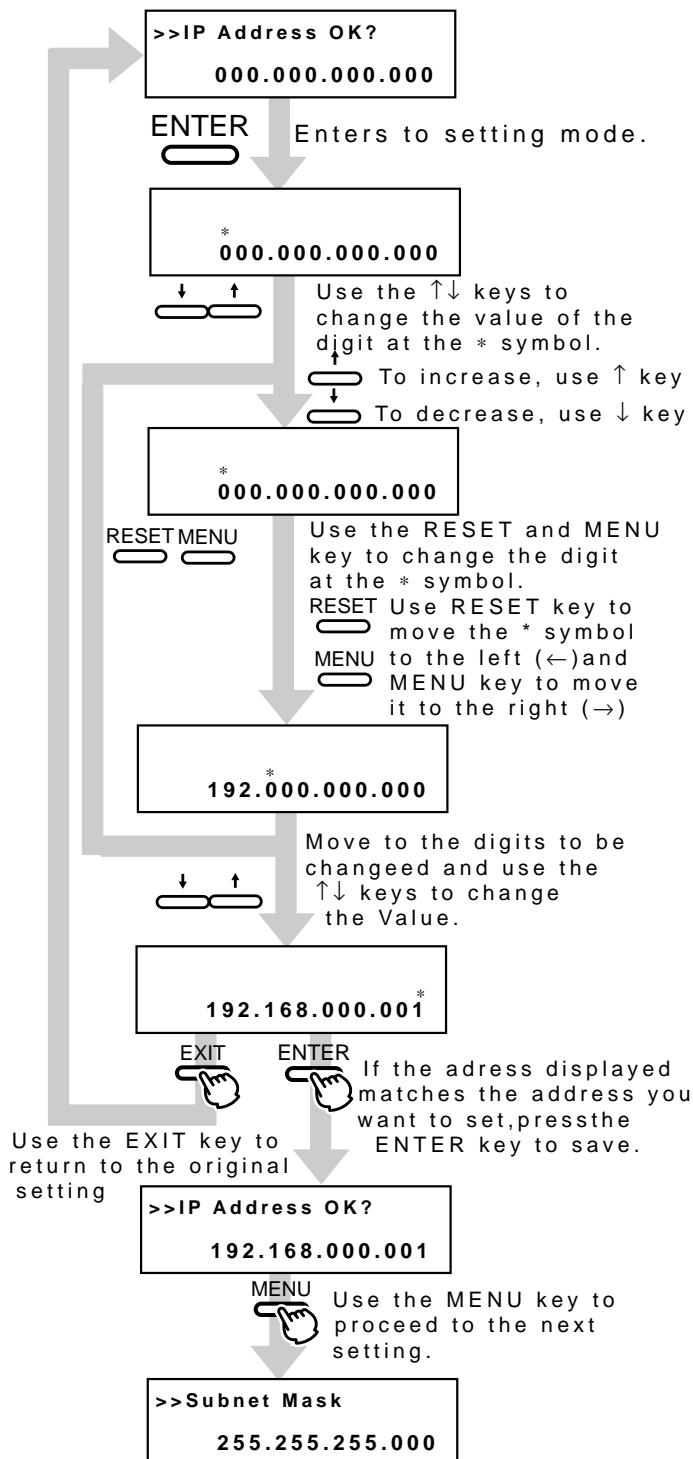 >>IP Address OK?
000.000.000.000
ENTER
Enters to setting mode.
*
000.000.000.000
↓ ↑
Use the ↑↓ keys to
change the value of the
digit at the * symbol.
↑
To increase, use ↑ key
↓
To decrease, use ↓ key
*
000.000.000.000
RESET MENU
Use the RESET and MENU
key to change the digit
at the * symbol.
RESET Use RESET key to
move the * symbol
MENU to the left (←)and
MENU key to move
it to the right (→)
*
192.000.000.000
Move to the digits to be
changeed and use the
↑↓ keys to change
the Value.
↓ ↑
*
192.168.000.001
EXIT
ENTER
If the adress displayed
matches the address you
want to set,pressthe
ENTER key to save.
Use the EXIT key to
return to the original
setting
>>IP Address OK?
192.168.000.001
MENU
Use the MENU key to
proceed to the next
setting.
>>Subnet Mask
255.255.255.000